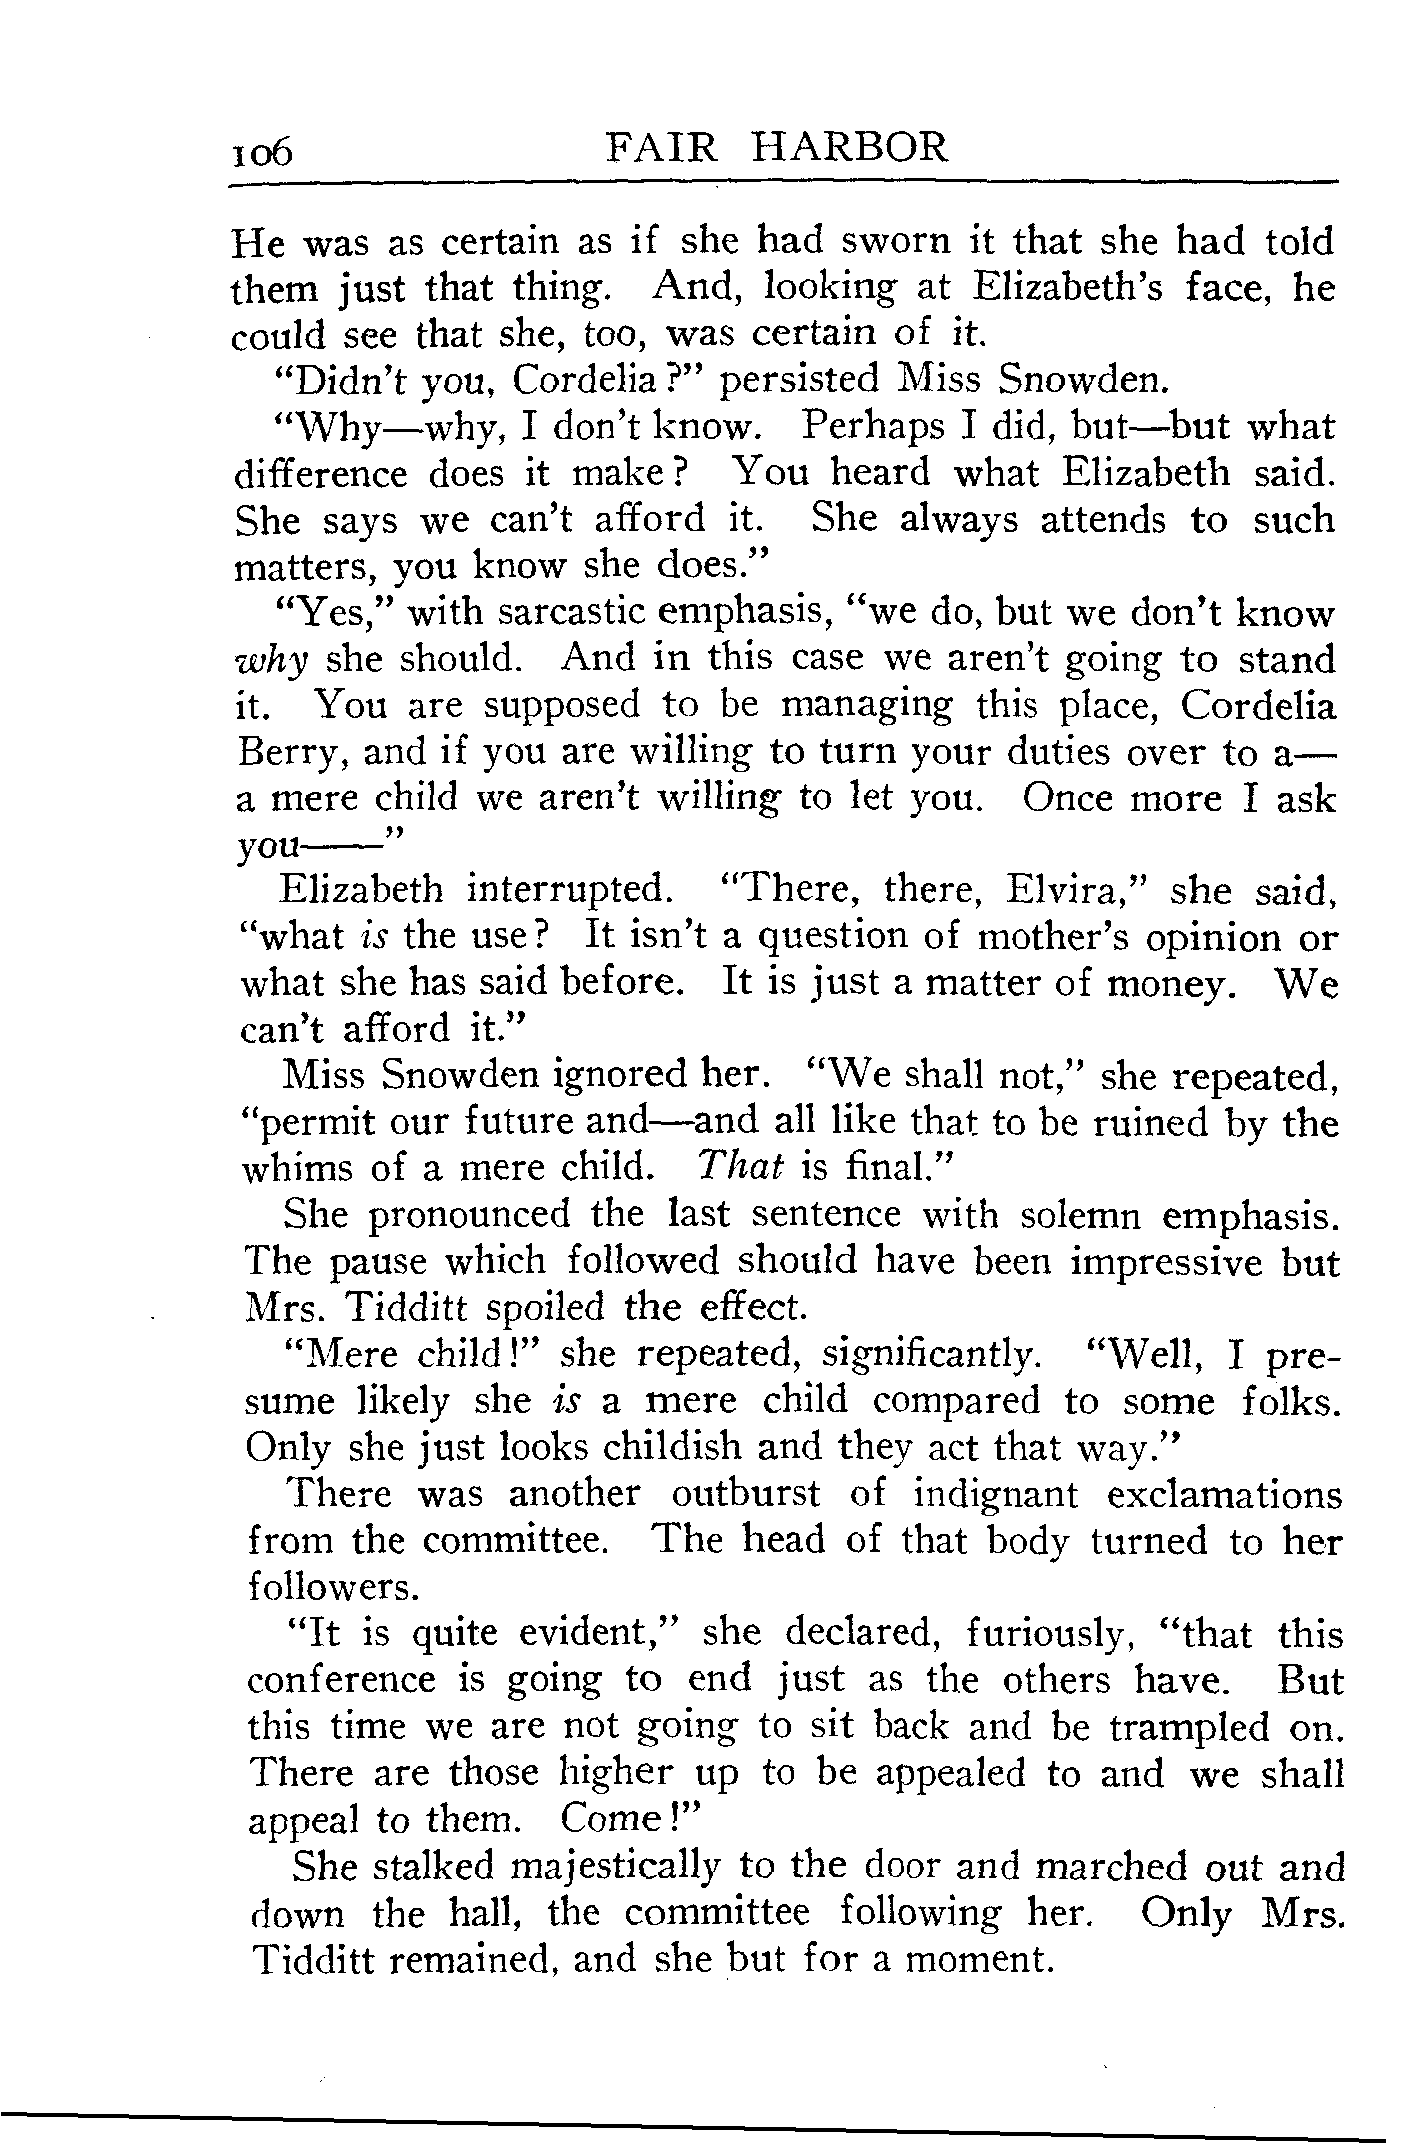 106 FAIR HARBOR
He was as certain as if she had sworn it that she had told
them just that thing. And, looking at Elizabeth's face, he
could see that she, too, was certain of it.
“Didn't you, Cordelia?” persisted Miss Snowden.
“Why—why, I don't know. Perhaps I did, but—but what
difference does it make? You heard what Elizabeth said.
She says we can't afford it. She always attends to such
matters, you know she does.”
“Yes,” with sarcastic emphasis, “we do, but we don't know
why she should. And in this case we aren't going to stand
it. You are supposed to be managing this place, Cordelia
Berry, and if you are willing to turn your duties over to a—
a mere child we aren't willing to let you. Once more I ask
you——”
Elizabeth interrupted. “There, there, Elvira,” she said,
“what is the use? It isn't a question of mother's opinion or
what she has said before. It is just a matter of money. We
can't afford it.”
Miss Snowden ignored her. “We shall not,” she repeated,
“permit our future and—and all like that to be ruined by the
whims of a mere child. That is final.”
She pronounced the last sentence with solemn emphasis.
The pause which followed should have been impressive but
Mrs. Tidditt spoiled the effect.
“Mere child!” she repeated, significantly. “Well, I pre-
sume likely she is a mere child compared to some folks.
Only she just looks childish and they act that way.”
There was another outburst of indignant exclamations
from the committee. The head of that body turned to her
followers.
“It is quite evident,” she declared, furiously, “that this
conference is going to end just as the others have. But
this time we are not going to sit back and be trampled on.
There are those higher up to be appealed to and we shall
appeal to them. Come!”
She stalked majestically to the door and marched out and
down the hall, the committee following her. Only Mrs.
Tidditt remained, and she but for a moment.